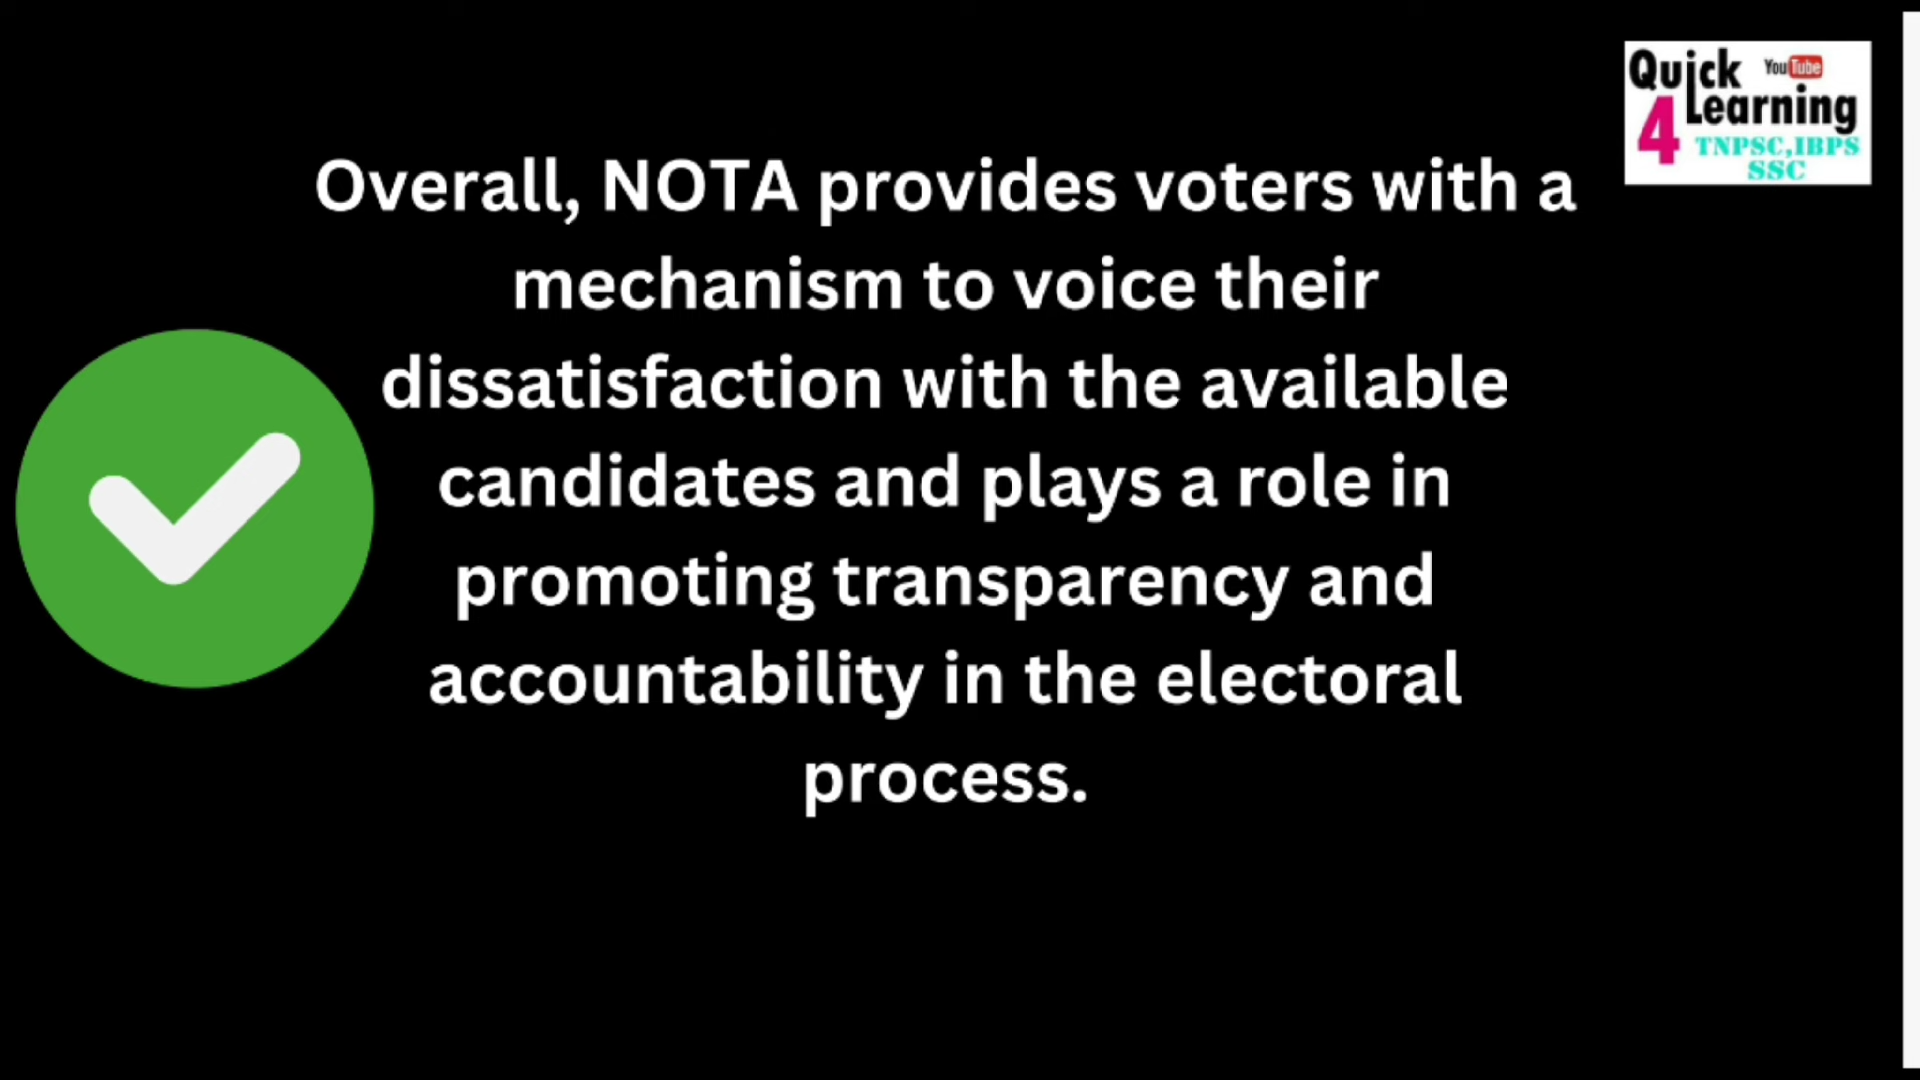 Quick YouTube
4 Learning
TNPSC,IBPS
SSC
Overall, NOTA provides voters with a
mechanism to voice their
dissatisfaction with the available
candidates and plays a role in
promoting transparency and
accountability in the electoral
process.